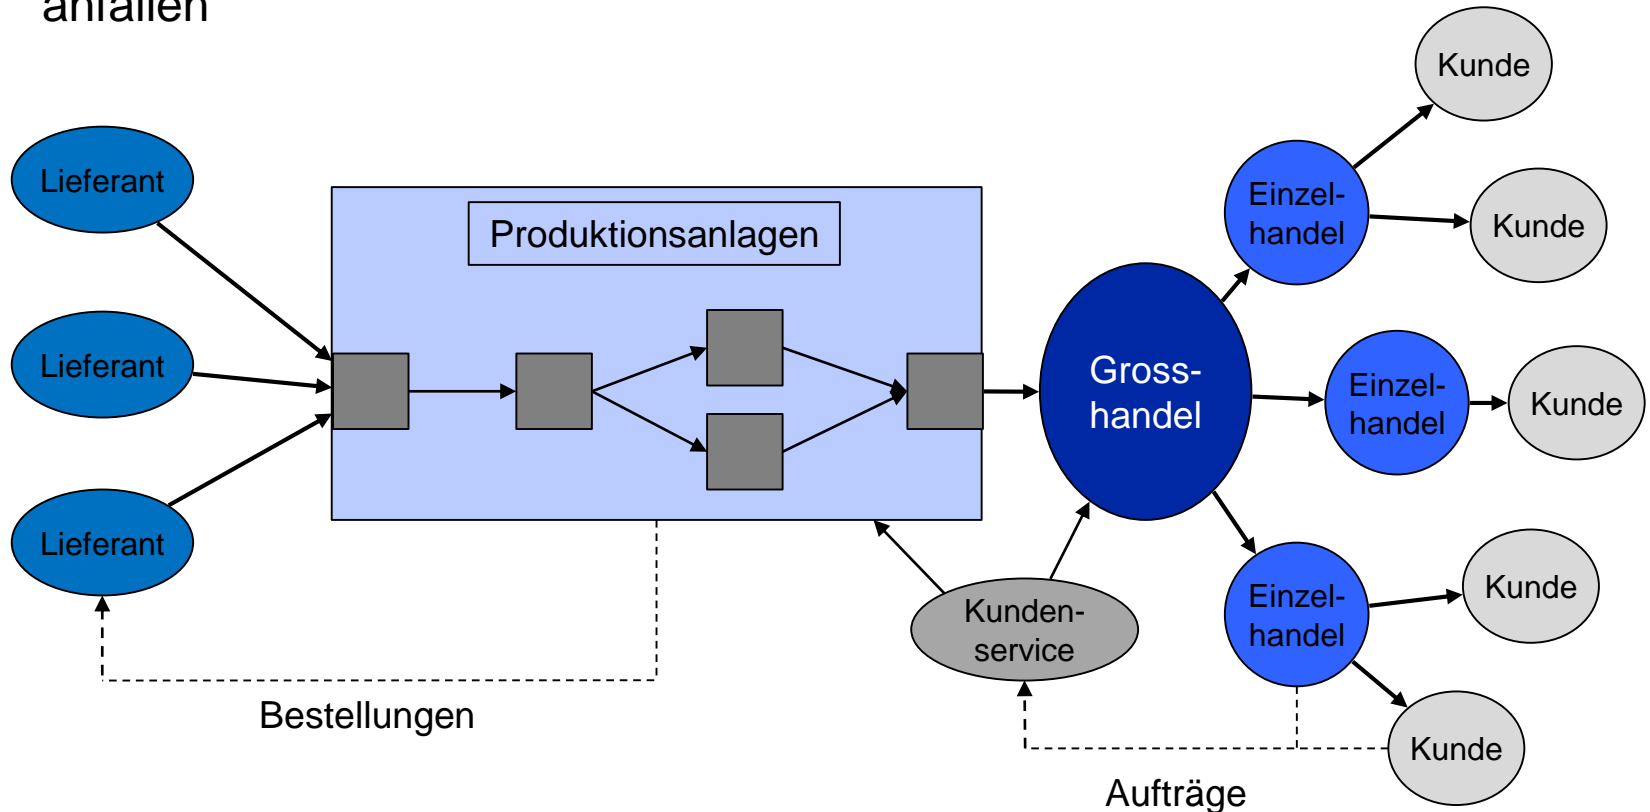 anfallen
Kunde
Lieferant
Einzel-
handel
Kunde
Produktionsanlagen
Lieferant
Gross-
handel
Einzel-
handel
Kunde
Lieferant
Kunden-
service
Einzel-
handel
Kunde
Bestellungen
Kunde
Aufträge